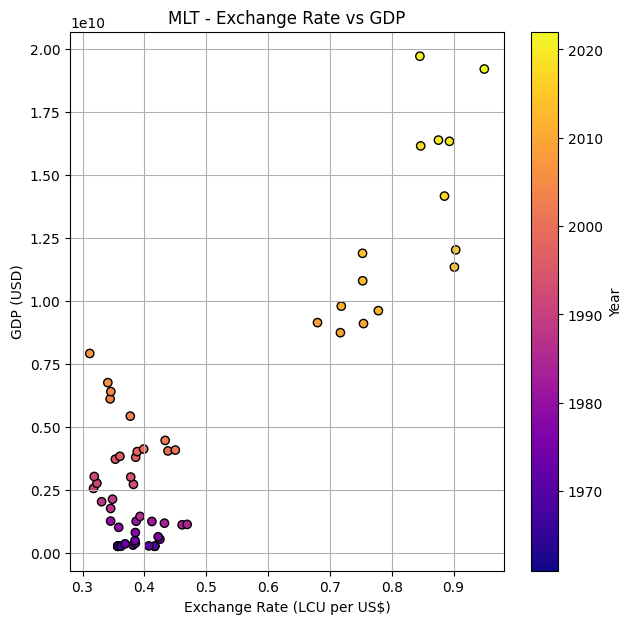 MLT - Exchange Rate vs GDP
1e10
2.00
1.75
1.50
1.25
1.00
0.75
0.50
0.25
0.00
GDP (USD)
0.3 0.4 0.5 0.6 0.7 0.8 0.9
Exchange Rate (LCU per US$)
2020
2010
2000
1990
1980
1970
Year